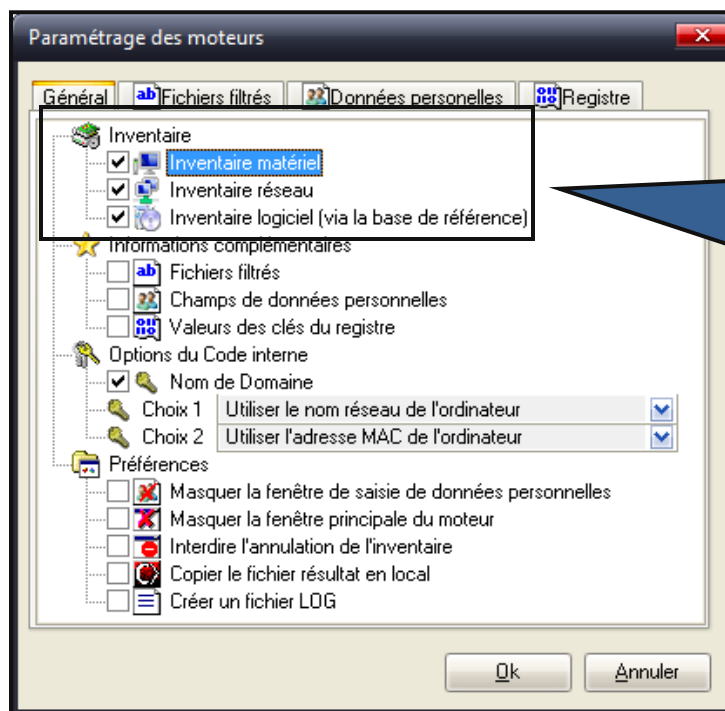 Paramétrage des moteurs
Général Fichiers filtrés Données personelles Registre
Inventaire
Inventaire matériel
Inventaire réseau
Inventaire logiciel (via la base de référence)
Informations complémentaires
Fichiers filtrés
Champs de données personnelles
Valeurs des clés du registre
Options du Code interne
Nom de Domaine
Choix 1 Utiliser le nom réseau de l'ordinateur
Choix 2 Utiliser l'adresse MAC de l'ordinateur
Préférences
Masquer la fenêtre de saisie de données personnelles
Masquer la fenêtre principale du moteur
Interdire l'annulation de l'inventaire
Copier le fichier résultat en local
Créer un fichier LOG
Ok Annuler